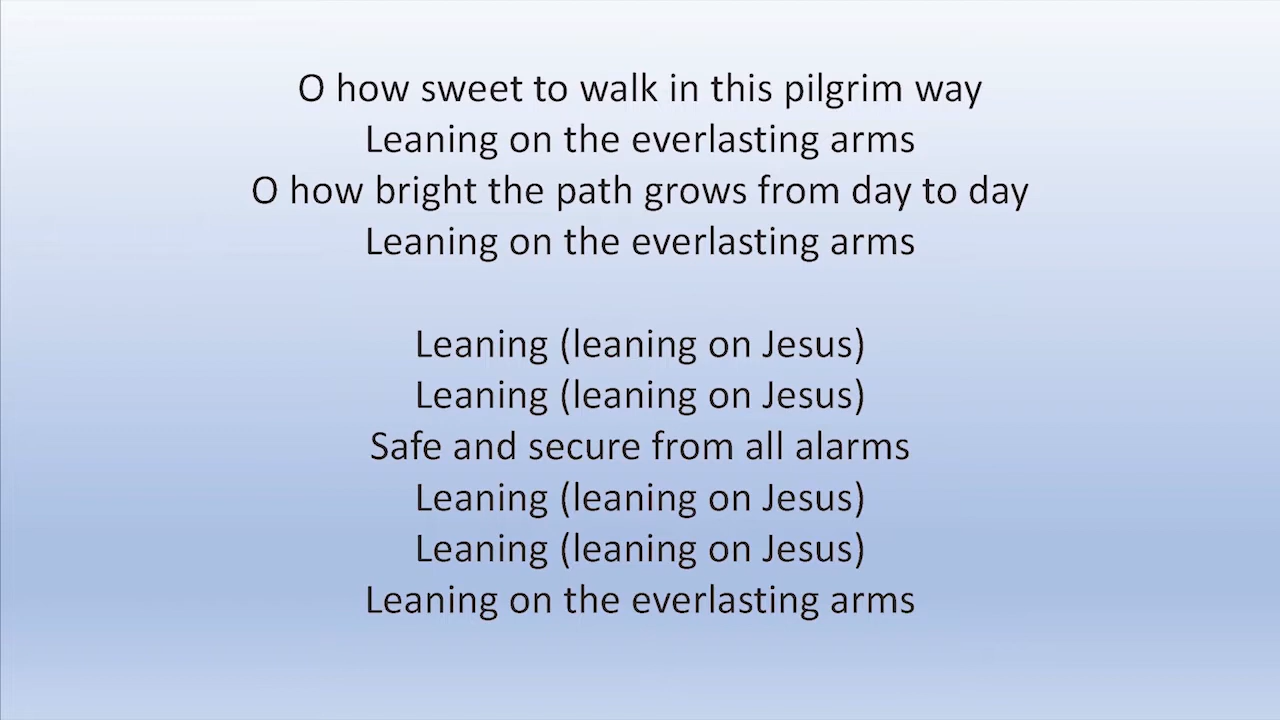 O how sweet to walk in this pilgrim way
Leaning on the everlasting arms
O how bright the path grows from day to day
Leaning on the everlasting arms
Leaning (leaning on Jesus)
Leaning (leaning on Jesus)
Safe and secure from all alarms
Leaning (leaning on Jesus)
Leaning (leaning on Jesus)
Leaning on the everlasting arms